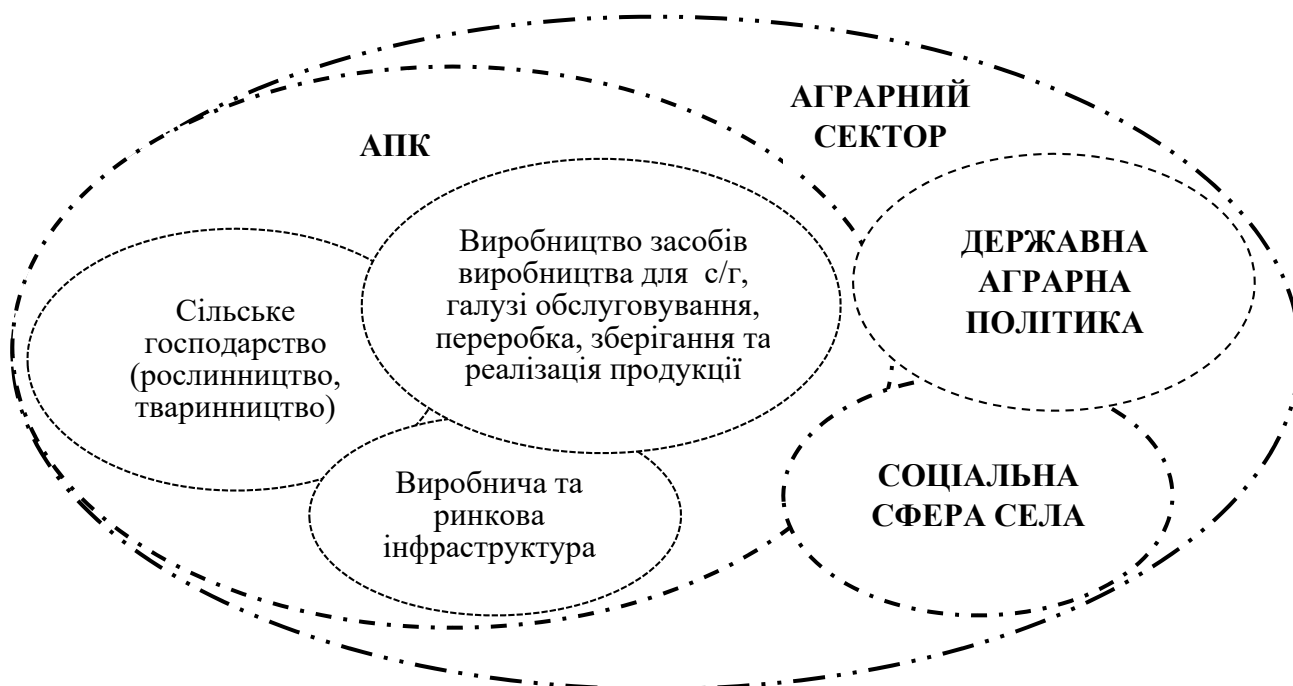 АГРАРНИЙ
СЕКТОР
АПК
Виробництво засобів
виробництва для с/г,
галузі обслуговування,
переробка, зберігання та
реалізація продукції
ДЕРЖАВНА
АГРАРНА
ПОЛІТИКА
Сільське
господарство
(рослинництво,
тваринництво)
СОЦІАЛЬНА
СФЕРА СЕЛА
Виробнича та
ринкова
інфраструктура